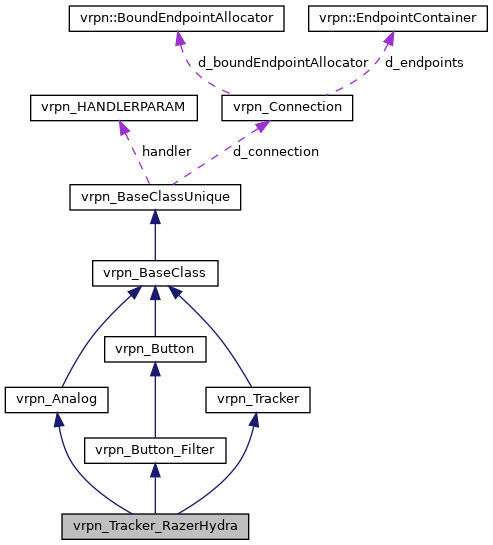 vrpn::BoundEndpointAllocator
vrpn::EndpointContainer
d_boundEndpointAllocator
d_endpoints
vrpn_HANDLERPARAM
vrpn_Connection
handler
d_connection
vrpn_BaseClassUnique
vrpn_BaseClass
vrpn_Button
vrpn_Analog
vrpn_Tracker
vrpn_Button_Filter
vrpn_Tracker_RazerHydra